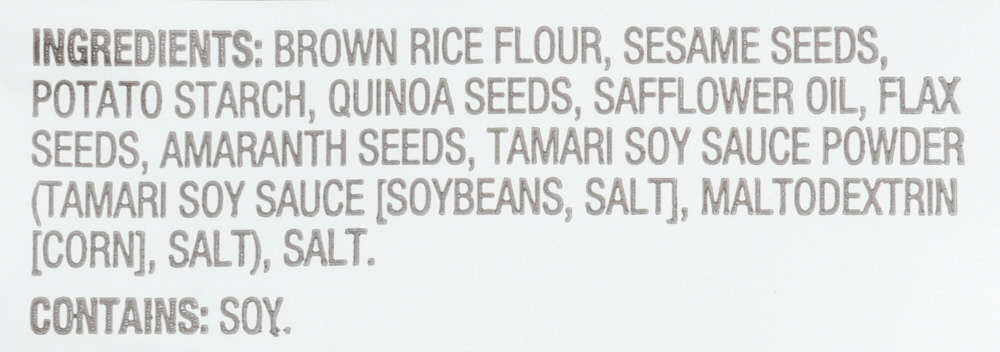 INGREDIENTS: BROWN RICE FLOUR, SESAME SEEDS,
POTATO STARCH, QUINOA SEEDS, SAFFLOWER OIL, FLAX
SEEDS, AMARANTH SEEDS, TAMARI SOY SAUCE POWDER
(TAMARI SOY SAUCE [SOYBEANS, SALT], MALTODEXTRIN
[CORN], SALT), SALT.
CONTAINS: SOY.